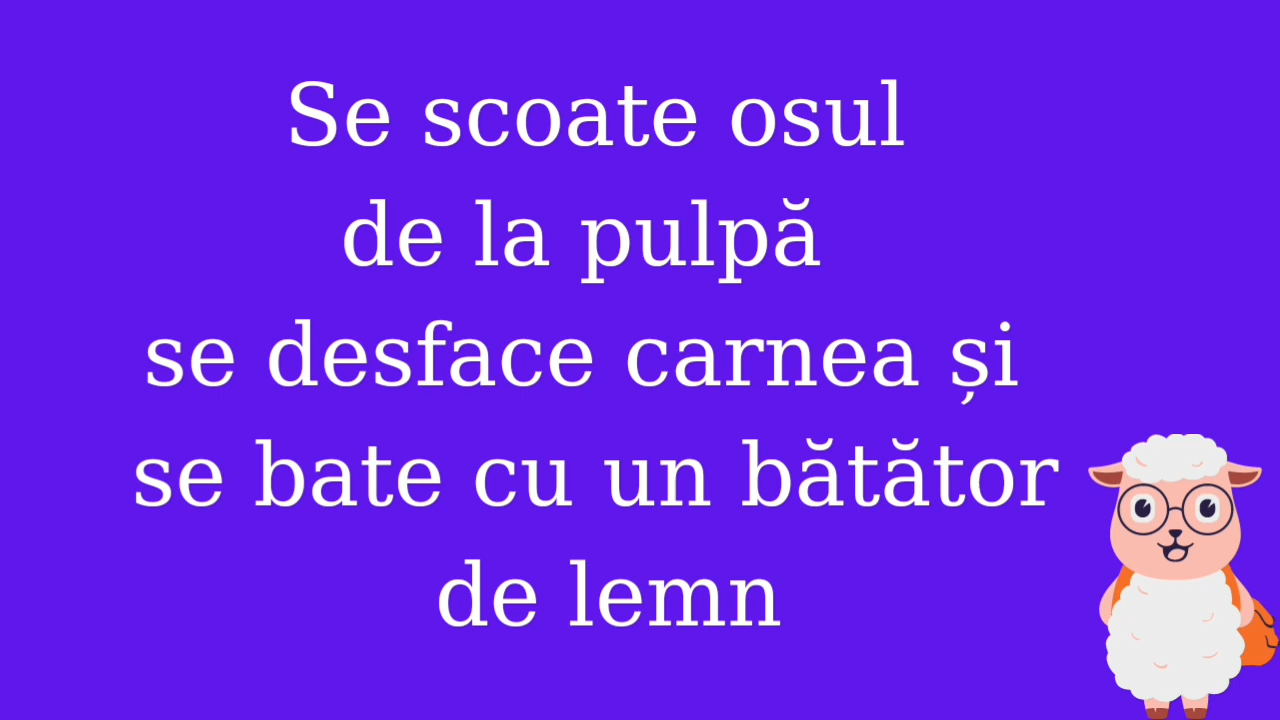 Se scoate osul
de la pulpă
se desface carnea și
se bate cu un bătător
de lemn